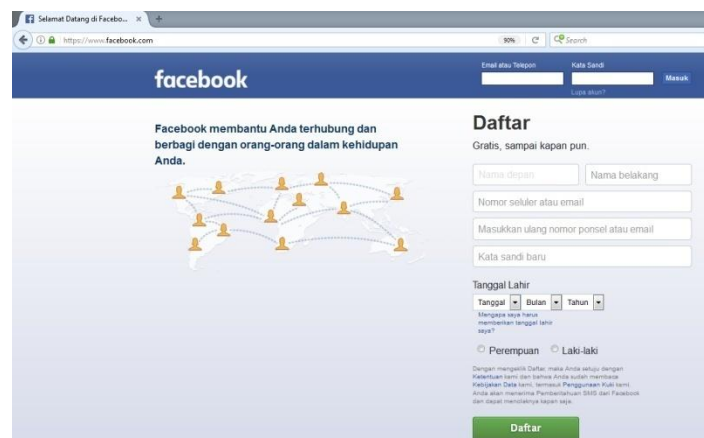 Selamat Datang di Facebo...
https://www.facebook.com
90%
Search
facebook
Email atau Telepon
Kata Sandi
Masuk
Lupa akun?
Facebook membantu Anda terhubung dan
berbagi dengan orang-orang dalam kehidupan
Anda.
Daftar
Gratis, sampai kapan pun.
Nama depan
Nama belakang
Nomor seluler atau email
Masukkan ulang nomor ponsel atau email
Kata sandi baru
Tanggal Lahir
Tanggal
Bulan
Tahun
Mengapa saya harus
memberikan tanggal lahir
saya?
Perempuan
Laki-laki
Dengan mengeklik Daftar, maka Anda setuju dengan
Ketentuan kami dan bahwa Anda sudah membaca
Kebijakan Data kami, termasuk Penggunaan Kuki kami.
Anda akan menerima Pemberitahuan SMS dari Facebook
dan dapat menolaknya kapan saja.
Daftar